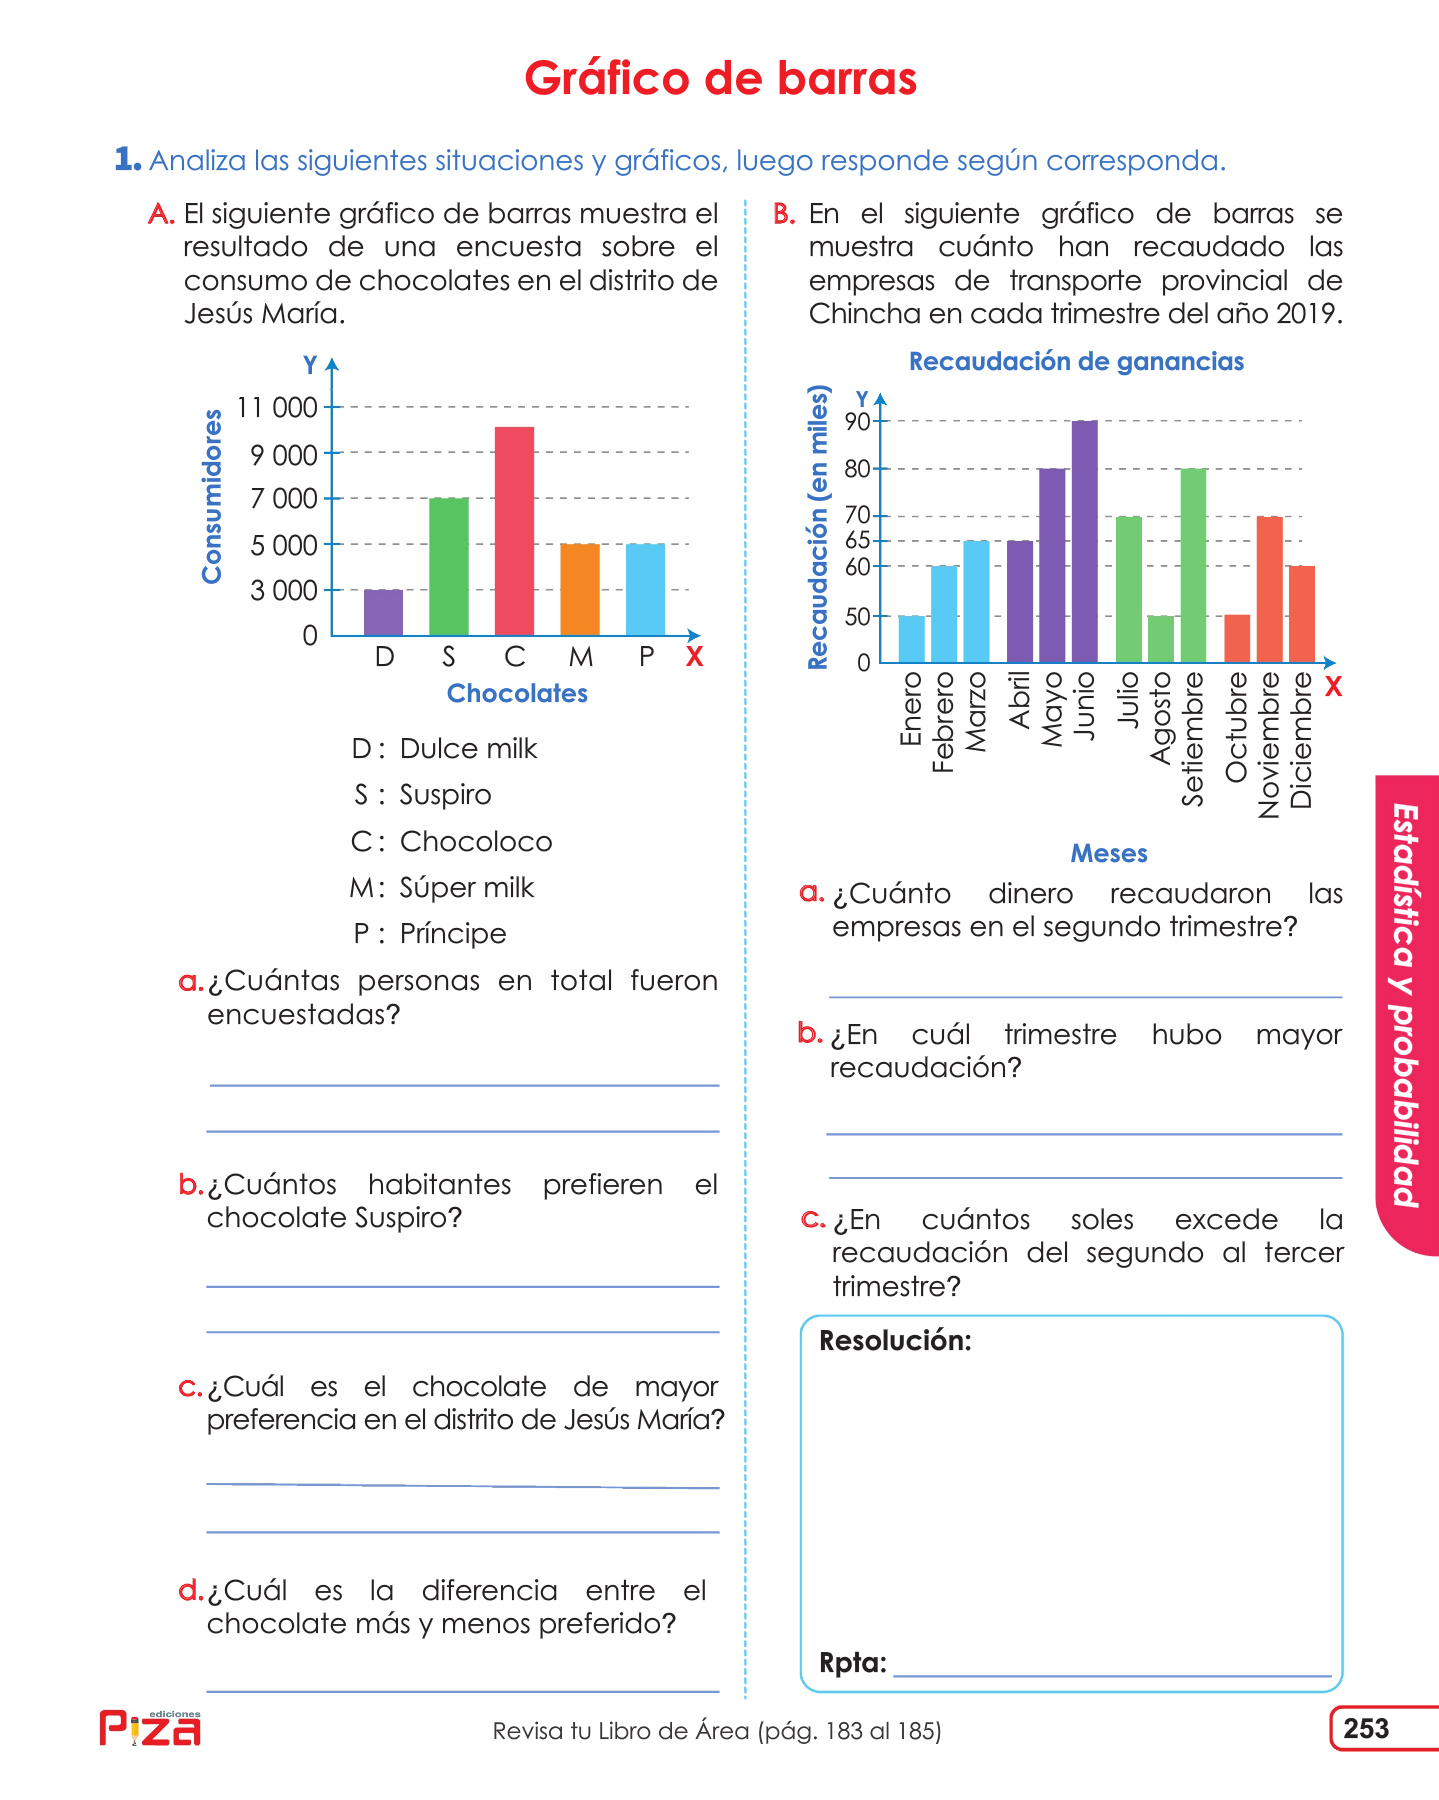 Gráfico de barras
1. Analiza las siguientes situaciones y gráficos, luego responde según corresponda.
A. El siguiente gráfico de barras muestra el
resultado de una encuesta sobre el
consumo de chocolates en el distrito de
Jesús María.
Y
Consumidores
11 000
9 000
7 000
5 000
3 000
0
D S C M P X
Chocolates
D : Dulce milk
S : Suspiro
C : Chocoloco
M : Súper milk
P : Príncipe
a. ¿Cuántas personas en total fueron
encuestadas?
b. ¿Cuántos habitantes prefieren el
chocolate Suspiro?
c. ¿Cuál es el chocolate de mayor
preferencia en el distrito de Jesús María?
d. ¿Cuál es la diferencia entre el
chocolate más y menos preferido?
B. En el siguiente gráfico de barras se
muestra cuánto han recaudado las
empresas de transporte provincial de
Chincha en cada trimestre del año 2019.
Recaudación de ganancias
Recaudación (en miles)
Y
90
80
70
65
60
50
0
Enero
Febrero
Marzo
Abril
Mayo
Junio
Julio
Agosto
Setiembre
Octubre
Noviembre
Diciembre
X
Meses
a. ¿Cuánto dinero recaudaron las
empresas en el segundo trimestre?
b. ¿En cuál trimestre hubo mayor
recaudación?
c. ¿En cuántos soles excede la
recaudación del segundo al tercer
trimestre?
Resolución:
Rpta:
Estadística y probabilidad
ediciones
Piza
Revisa tu Libro de Área (pág. 183 al 185)
253